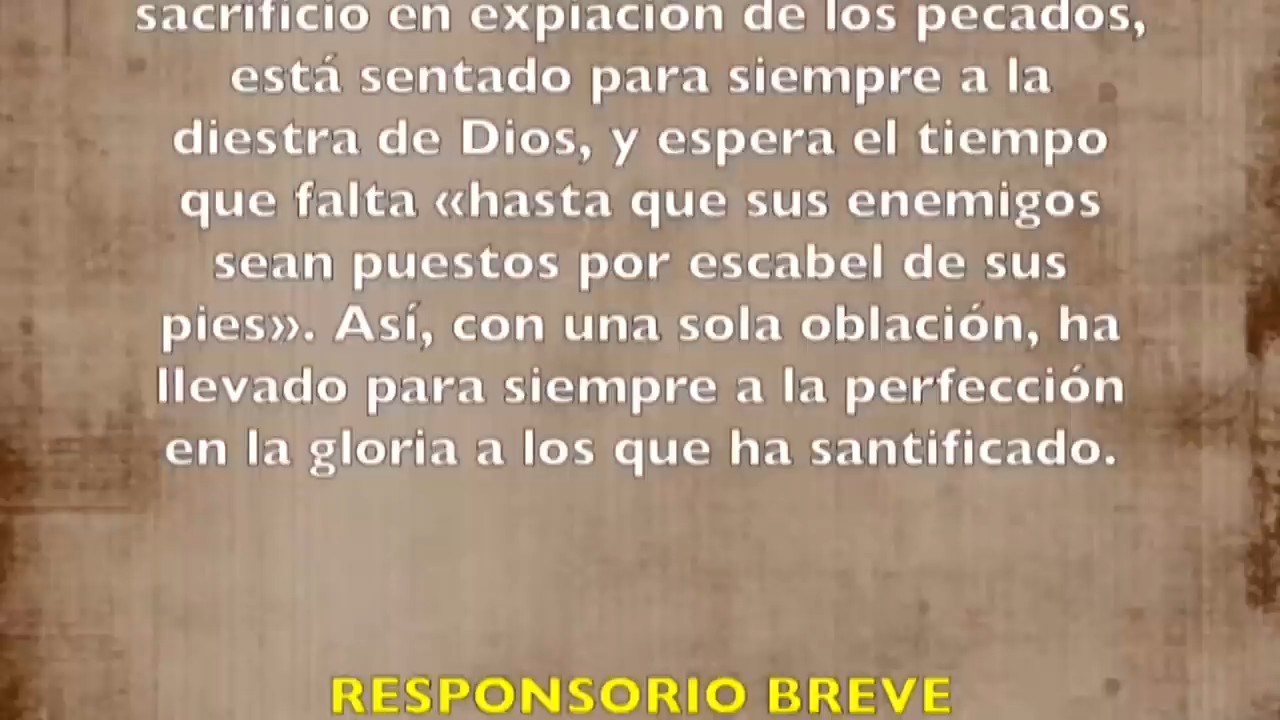 sacrificio en expiación de los pecados,
está sentado para siempre a la
diestra de Dios, y espera el tiempo
que falta «hasta que sus enemigos
sean puestos por escabel de sus
pies». Así, con una sola oblación, ha
llevado para siempre a la perfección
en la gloria a los que ha santificado.
RESPONSORIO BREVE